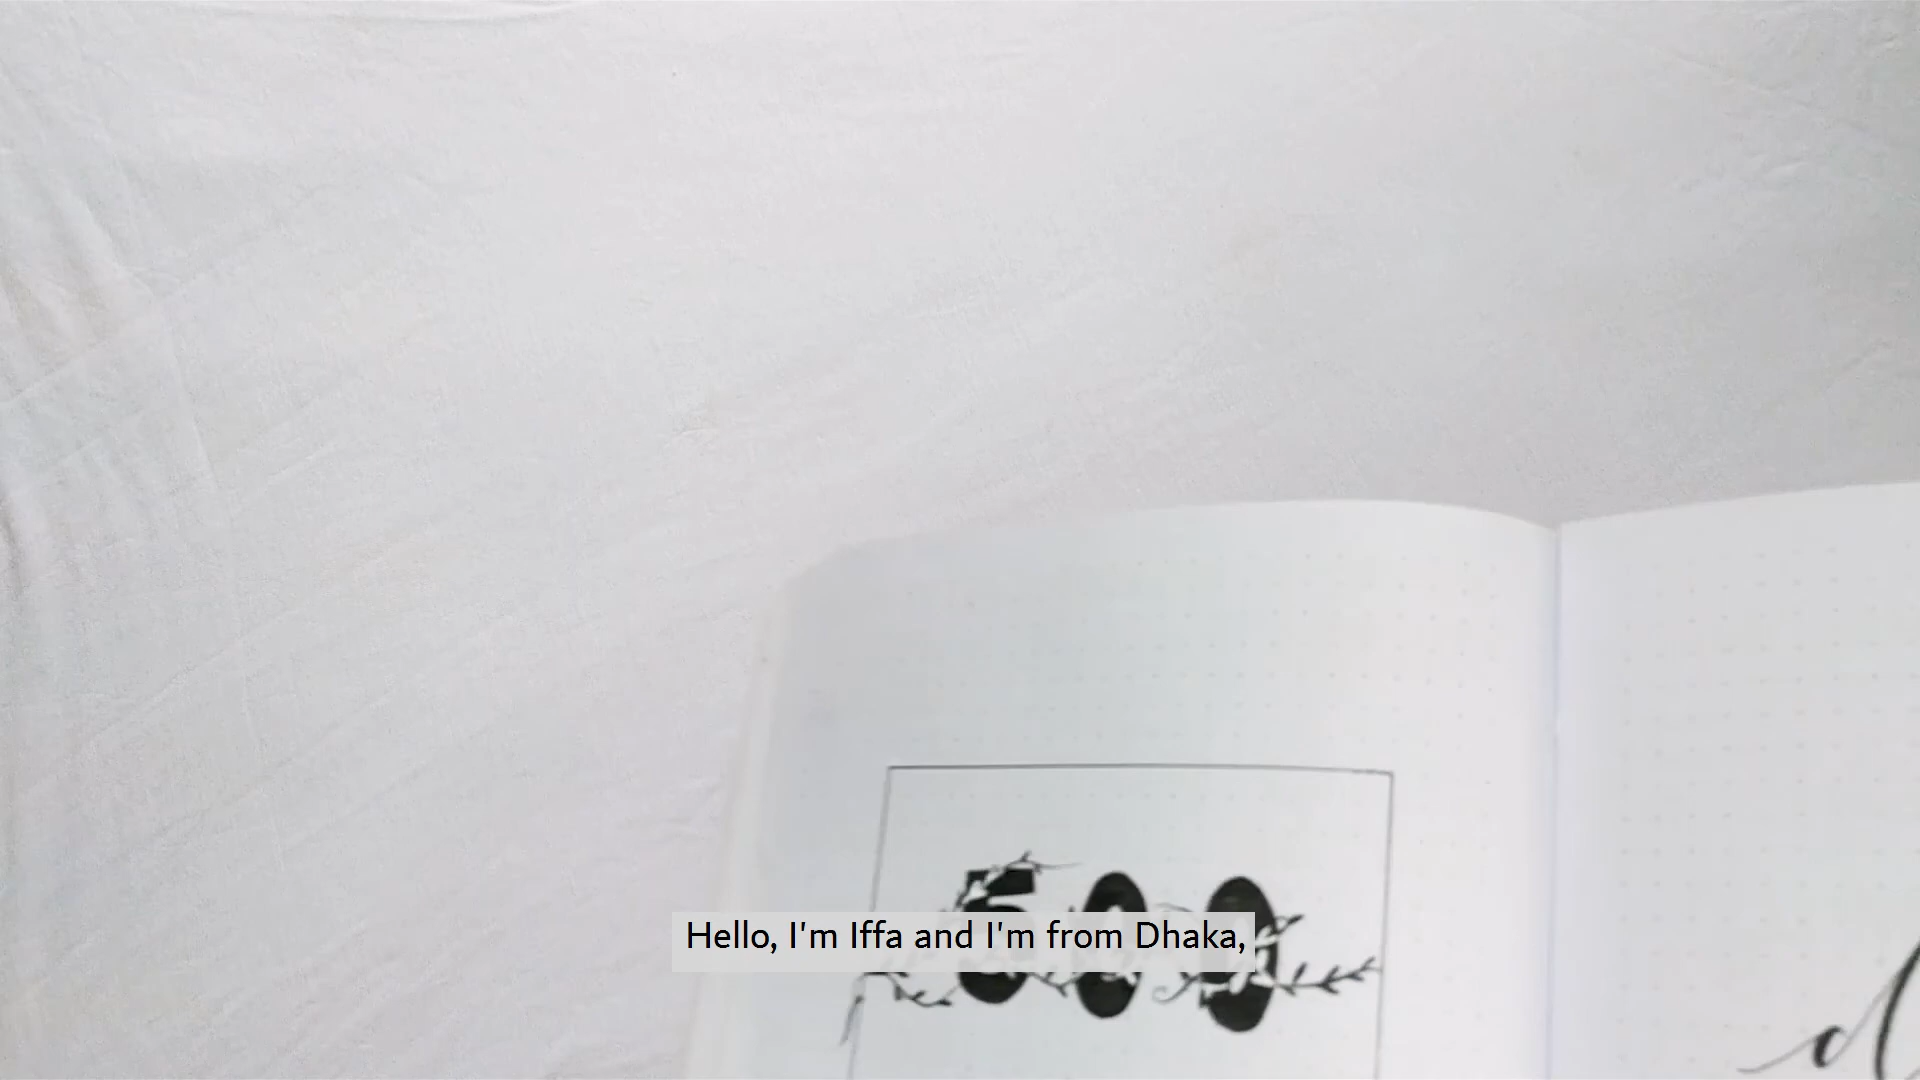 500
Hello, I'm Iffa and I'm from Dhaka,
d